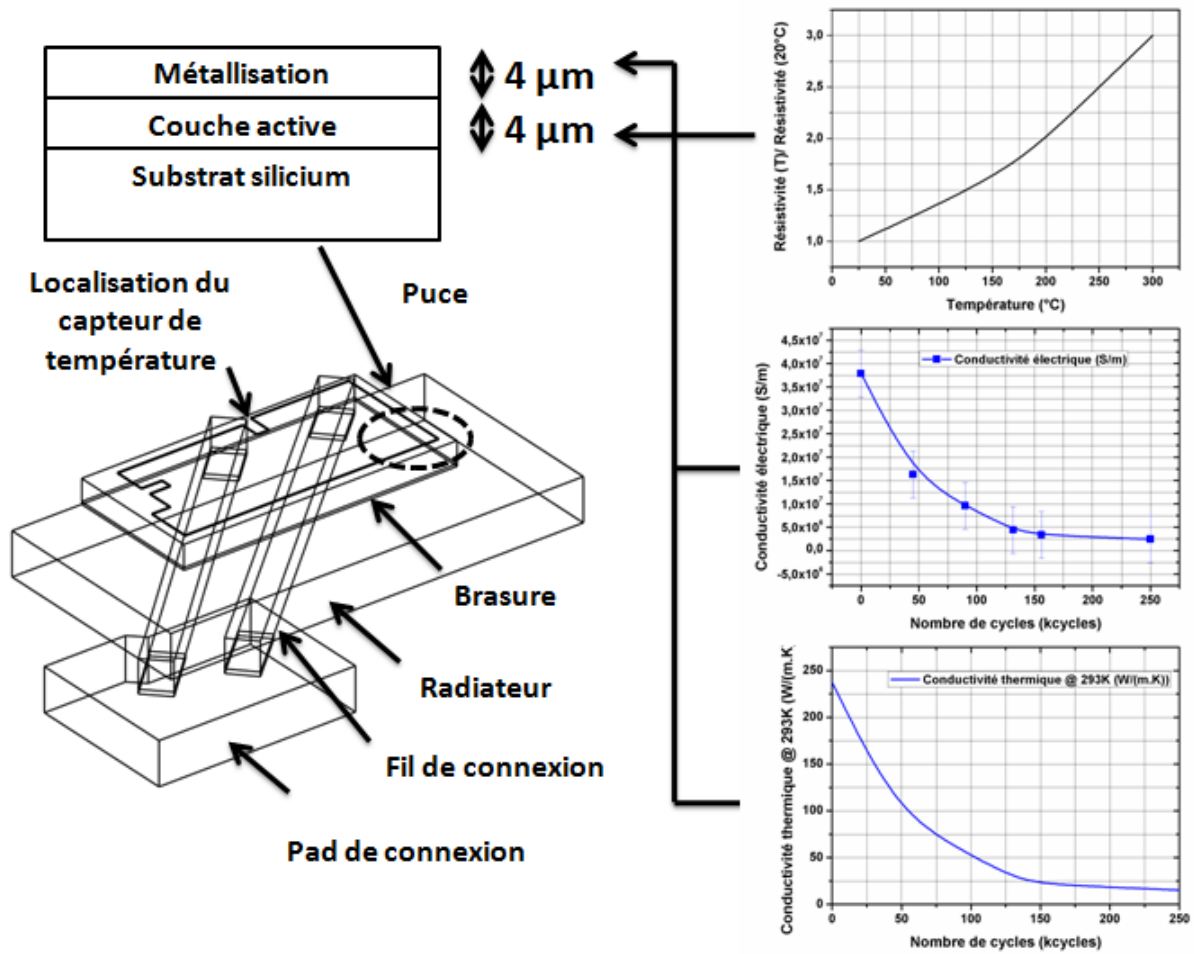 Métallisation
4 µm
Couche active
4 µm
Substrat silicium
Localisation du
capteur de
température
Puce
Brasure
Radiateur
Fil de connexion
Pad de connexion
Résistivité (T)/ Résistivité (20°C)
3,0
2,5
2,0
1,5
1,0
0
50
100
150
200
250
300
Température (°C)
Conductivité électrique (S/m)
4,5x10⁷
4,0x10⁷
3,5x10⁷
3,0x10⁷
2,5x10⁷
2,0x10⁷
1,5x10⁷
1,0x10⁷
5,0x10⁶
0,0
-5,0x10⁶
Conductivité électrique (S/m)
0
50
100
150
200
250
Nombre de cycles (kcycles)
Conductivité thermique @ 293K (W/(m.K)
250
200
150
100
50
0
Conductivité thermique @ 293K (W/(m.K))
0
50
100
150
200
250
Nombre de cycles (kcycles)